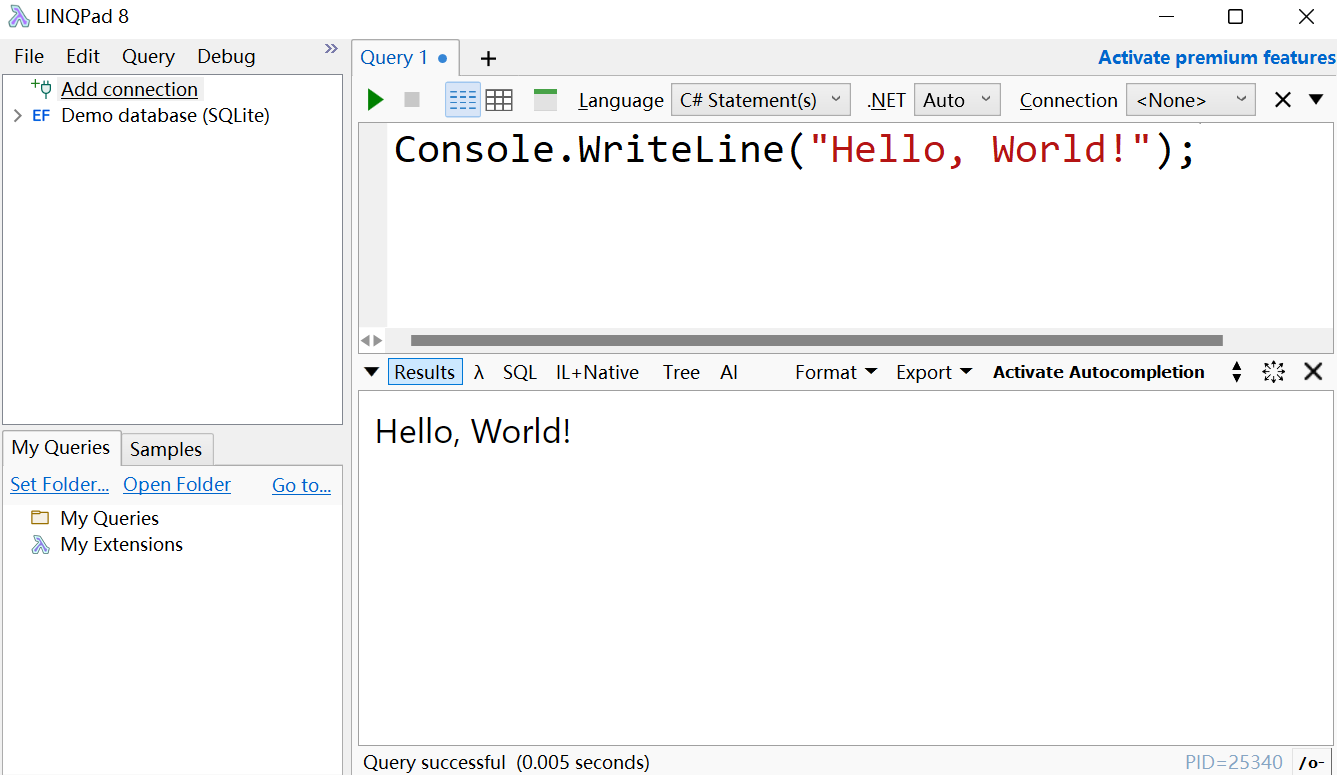 LINQPad 8
File Edit Query Debug »
Add connection
EF Demo database (SQLite)
My Queries Samples
Set Folder... Open Folder Go to...
My Queries
My Extensions
Query 1 +
Activate premium features
Language C# Statement(s) .NET Auto Connection <None>
Console.WriteLine("Hello, World!");
Results λ SQL IL+Native Tree AI Format Export Activate Autocompletion
Hello, World!
Query successful (0.005 seconds)
PID=25340 /o-